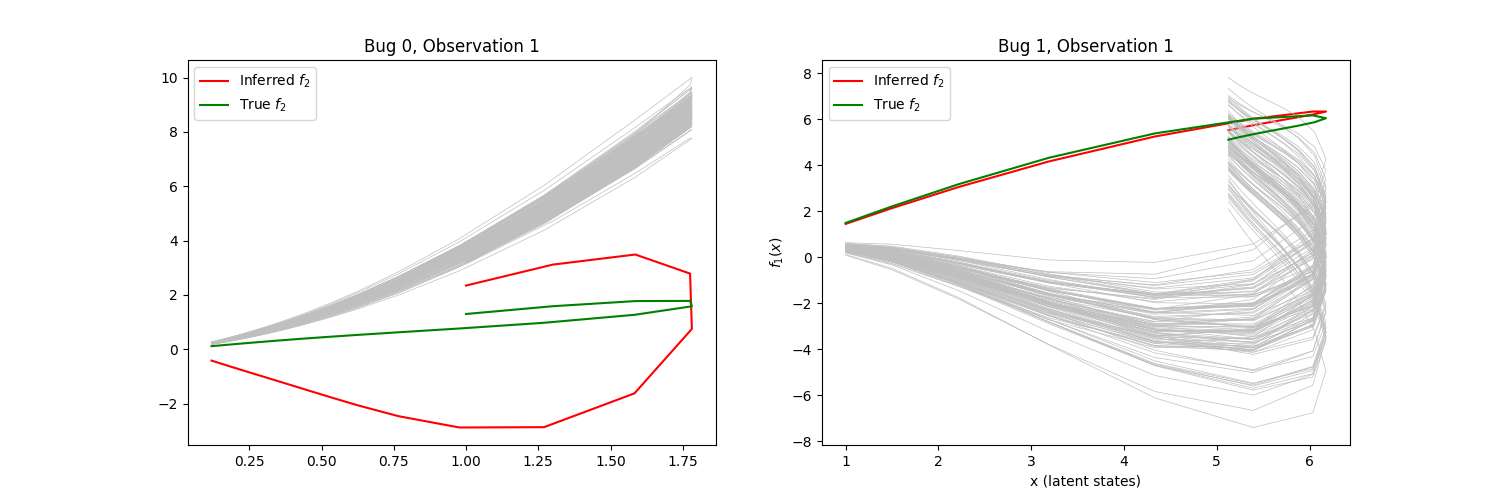 Bug 0, Observation 1
Inferred f₂
True f₂
10
8
6
4
2
0
−2
0.25 0.50 0.75 1.00 1.25 1.50 1.75
Bug 1, Observation 1
Inferred f₂
True f₂
8
6
4
2
0
−2
−4
−6
−8
f₁(x)
1 2 3 4 5 6
x (latent states)